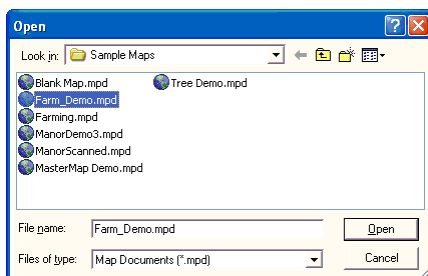 Open
Look in: Sample Maps
Blank Map.mpd Tree Demo.mpd
Farm_Demo.mpd
Farming.mpd
ManorDemo3.mpd
ManorScanned.mpd
MasterMap Demo.mpd
File name: Farm_Demo.mpd Open
Files of type: Map Documents (*.mpd) Cancel